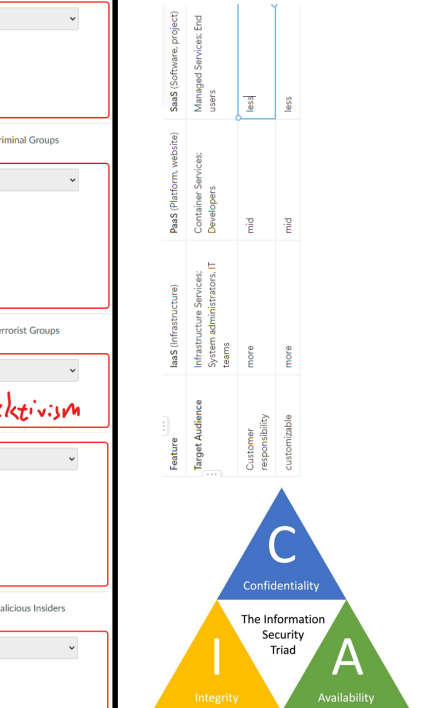 riminal Groups
errorist Groups
cktivism
alicious Insiders
Feature
IaaS (Infrastructure)
PaaS (Platform, website)
SaaS (Software, project)
Target Audience
Infrastructure Services;
System administrators, IT
teams
Container Services;
Developers
Managed Services; End
users
Customer
responsibility
more
mid
less
customizable
more
mid
less
C
Confidentiality
The Information
Security
Triad
I
Integrity
A
Availability